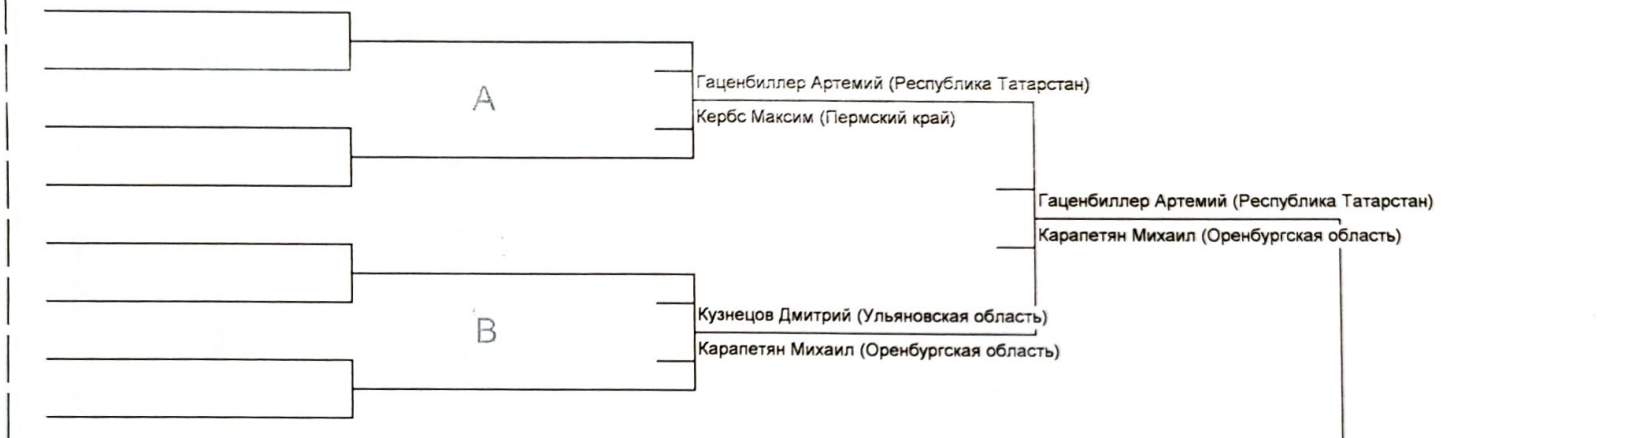 A
Гаценбиллер Артемий (Республика Татарстан)
Кербс Максим (Пермский край)
Гаценбиллер Артемий (Республика Татарстан)
Карапетян Михаил (Оренбургская область)
B
Кузнецов Дмитрий (Ульяновская область)
Карапетян Михаил (Оренбургская область)